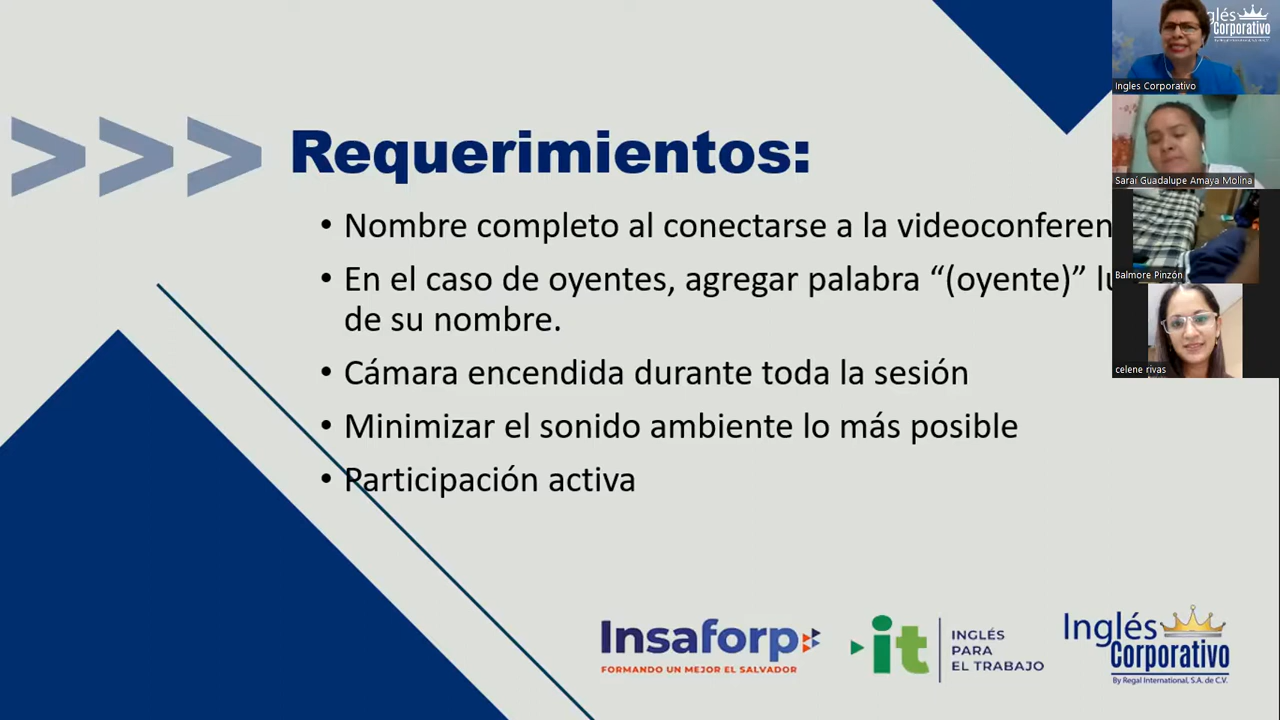 >>> Requerimientos:
• Nombre completo al conectarse a la videoconferen
• En el caso de oyentes, agregar palabra “(oyente)”
de su nombre.
• Cámara encendida durante toda la sesión
• Minimizar el sonido ambiente lo más posible
• Participación activa
Insaforp
FORMANDO UN MEJOR EL SALVADOR
it
INGLÉS
PARA
EL TRABAJO
Inglés
Corporativo
By Regal International, S.A. de C.V.
glés
Corporativo
Ingles Corporativo
Saraí Guadalupe Amaya Molina
Balmore Pinzón
celene rivas